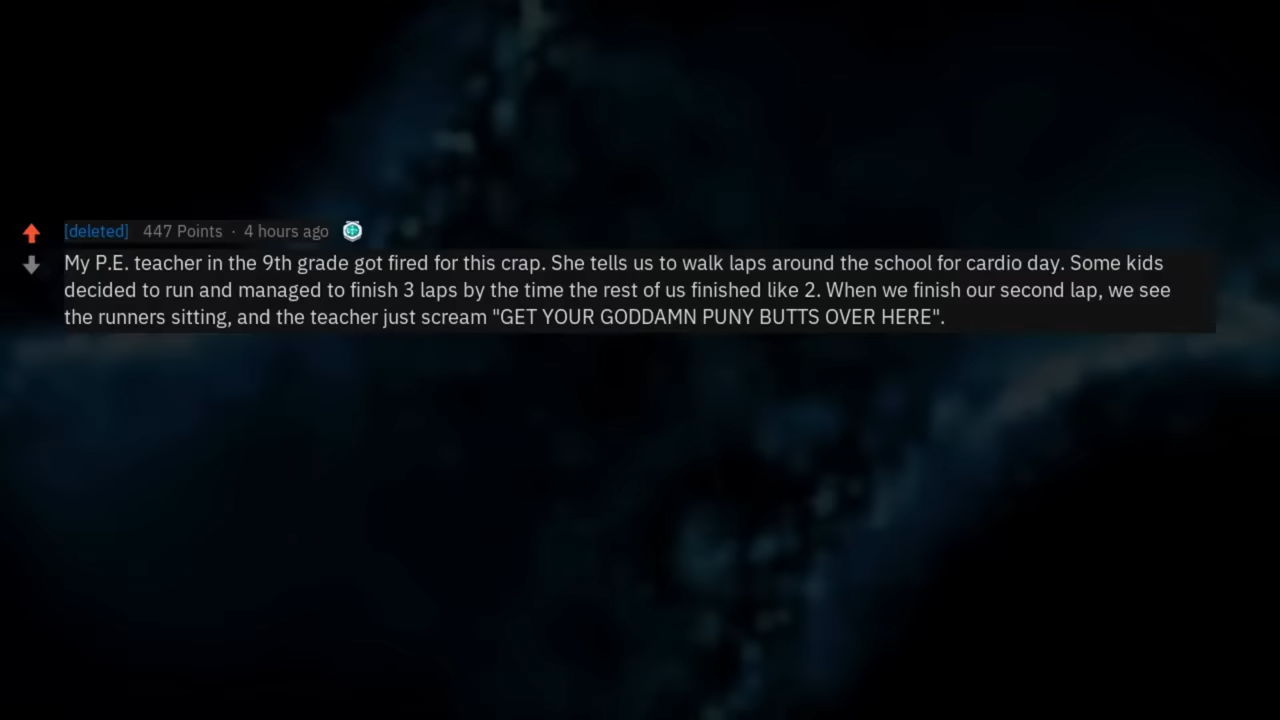 [deleted] 447 Points · 4 hours ago
My P.E. teacher in the 9th grade got fired for this crap. She tells us to walk laps around the school for cardio day. Some kids
decided to run and managed to finish 3 laps by the time the rest of us finished like 2. When we finish our second lap, we see
the runners sitting, and the teacher just scream "GET YOUR GODDAMN PUNY BUTTS OVER HERE".